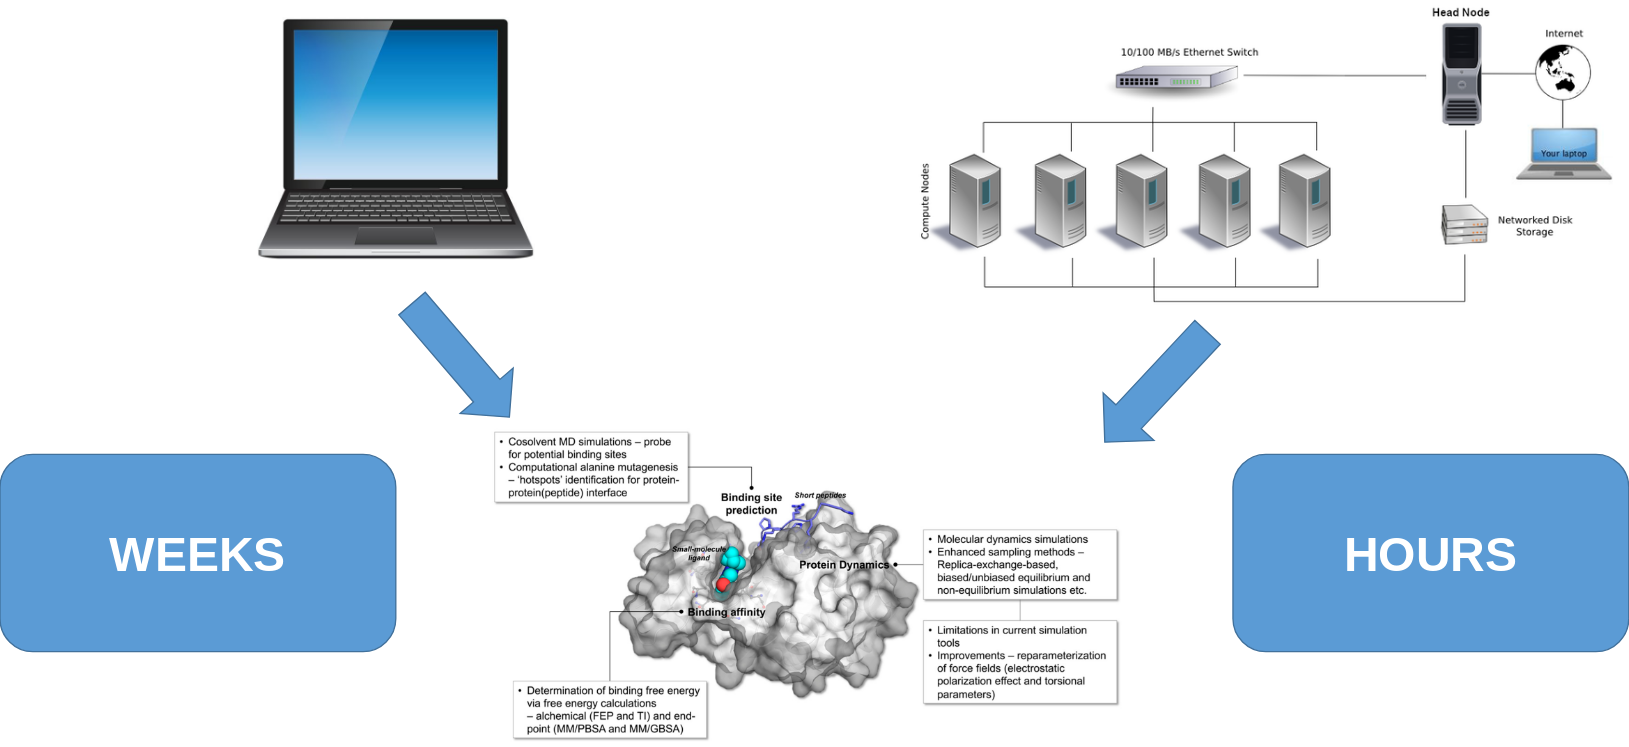 Head Node
Internet
10/100 MB/s Ethernet Switch
Your laptop
Compute Nodes
Networked Disk
Storage
• Cosolvent MD simulations – probe
for potential binding sites
• Computational alanine mutagenesis
– ‘hotspots’ identification for protein-
protein(peptide) interface
Binding site
prediction
Short peptides
Small-molecule
ligand
Protein Dynamics
• Molecular dynamics simulations
• Enhanced sampling methods –
Replica-exchange-based,
biased/unbiased equilibrium and
non-equilibrium simulations etc.
WEEKS
HOURS
Binding affinity
• Limitations in current simulation
tools
• Improvements – reparameterization
of force fields (electrostatic
polarization effect and torsional
parameters)
• Determination of binding free energy
via free energy calculations
– alchemical (FEP and TI) and end-
point (MM/PBSA and MM/GBSA)